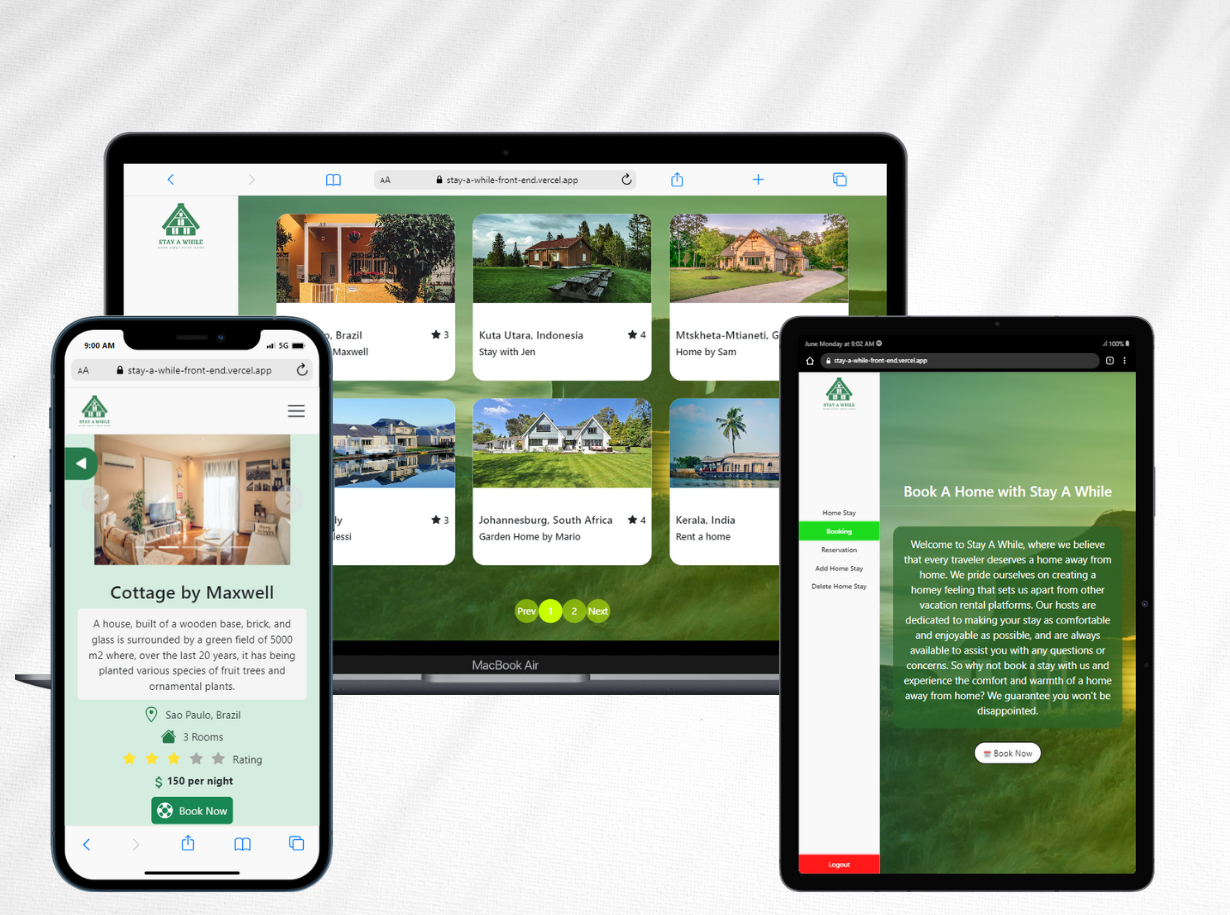 AA stay-a-while-front-end.vercel.app
STAY A WHILE
Brazil ★ 3
Maxwell
Kuta Utara, Indonesia ★ 4
Stay with Jen
Mtskheta-Mtianeti, G
Home by Sam
ly ★ 3
lessi
Johannesburg, South Africa ★ 4
Garden Home by Mario
Kerala, India
Rent a home
Prev 1 2 Next
MacBook Air
9:00 AM 5G
AA stay-a-while-front-end.vercel.app
STAY A WHILE
Cottage by Maxwell
A house, built of a wooden base, brick, and
glass is surrounded by a green field of 5000
m2 where, over the last 20 years, it has being
planted various species of fruit trees and
ornamental plants.
Sao Paulo, Brazil
3 Rooms
Rating
$ 150 per night
Book Now
June Monday at 9:02 AM 100%
stay-a-while-front-end.vercel.app
STAY A WHILE
Home Stay
Booking
Reservation
Add Home Stay
Delete Home Stay
Logout
Book A Home with Stay A While
Welcome to Stay A While, where we believe
that every traveler deserves a home away from
home. We pride ourselves on creating a
homey feeling that sets us apart from other
vacation rental platforms. Our hosts are
dedicated to making your stay as comfortable
and enjoyable as possible, and are always
available to assist you with any questions or
concerns. So why not book a stay with us and
experience the comfort and warmth of a home
away from home? We guarantee you won't be
disappointed.
Book Now